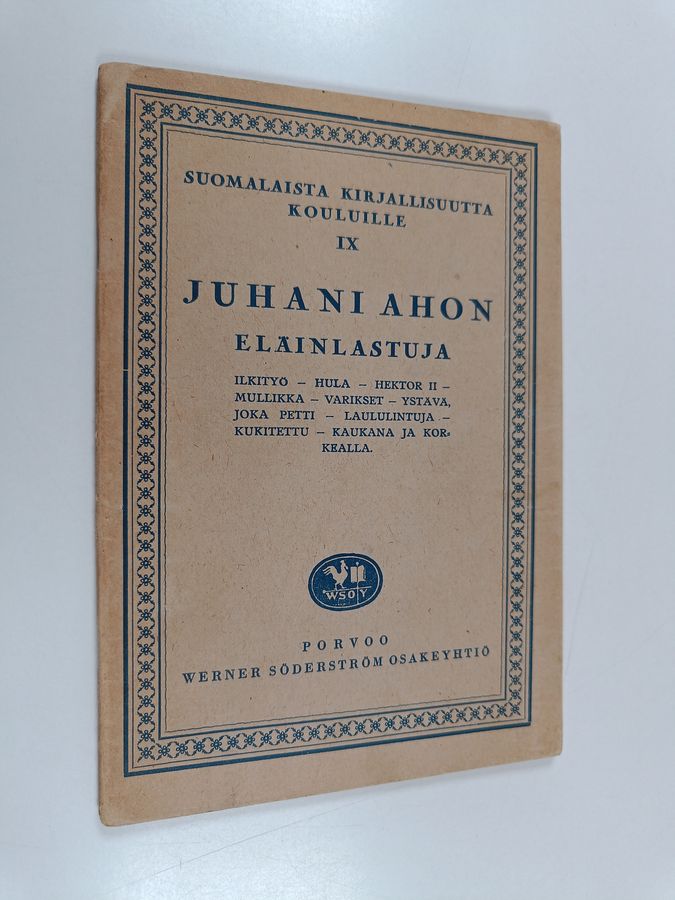 SUOMALAISTA KIRJALLISUUTTA
KOULUILLE
IX
JUHANI AHON
ELÄINLASTUJA
ILKITYÖ – HULA – HEKTOR II –
MULLIKKA – VARIKSET – YSTÄVÄ,
JOKA PETTI – LAULULINTUJA –
KUKITETTU – KAUKANA JA KOR-
KEALLA.
WSOY
PORVOO
WERNER SÖDERSTRÖM OSAKEYHTIÖ